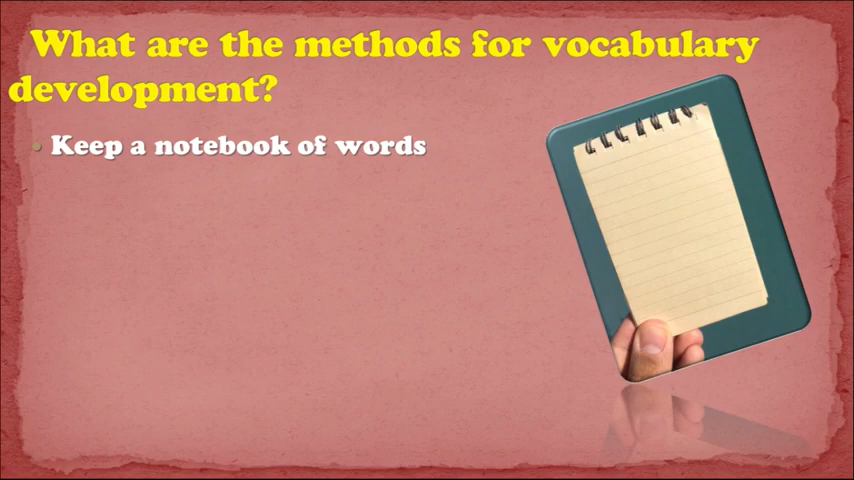 What are the methods for vocabulary
development?
• Keep a notebook of words